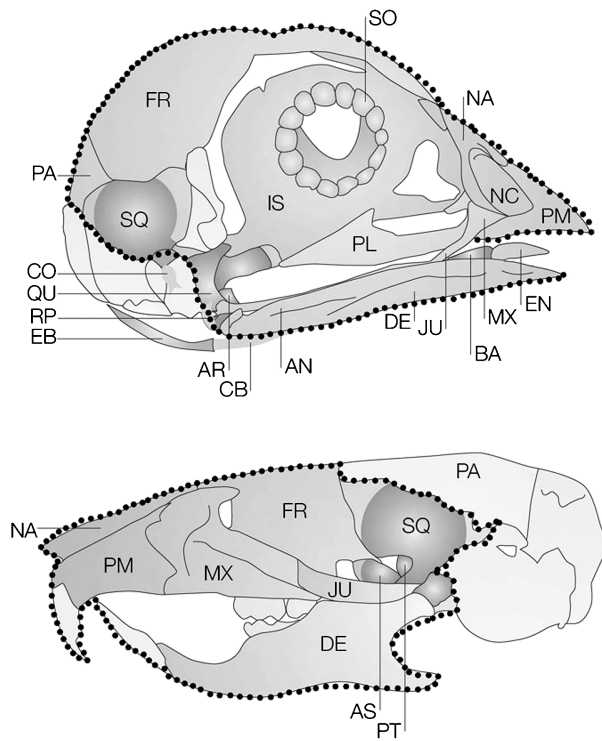 SO
FR
NA
PA
SQ
IS
NC
PM
PL
CO
QU
RP
EB
DE
JU
MX
EN
AR
CB
AN
BA
PA
FR
SQ
NA
PM
MX
JU
DE
AS
PT